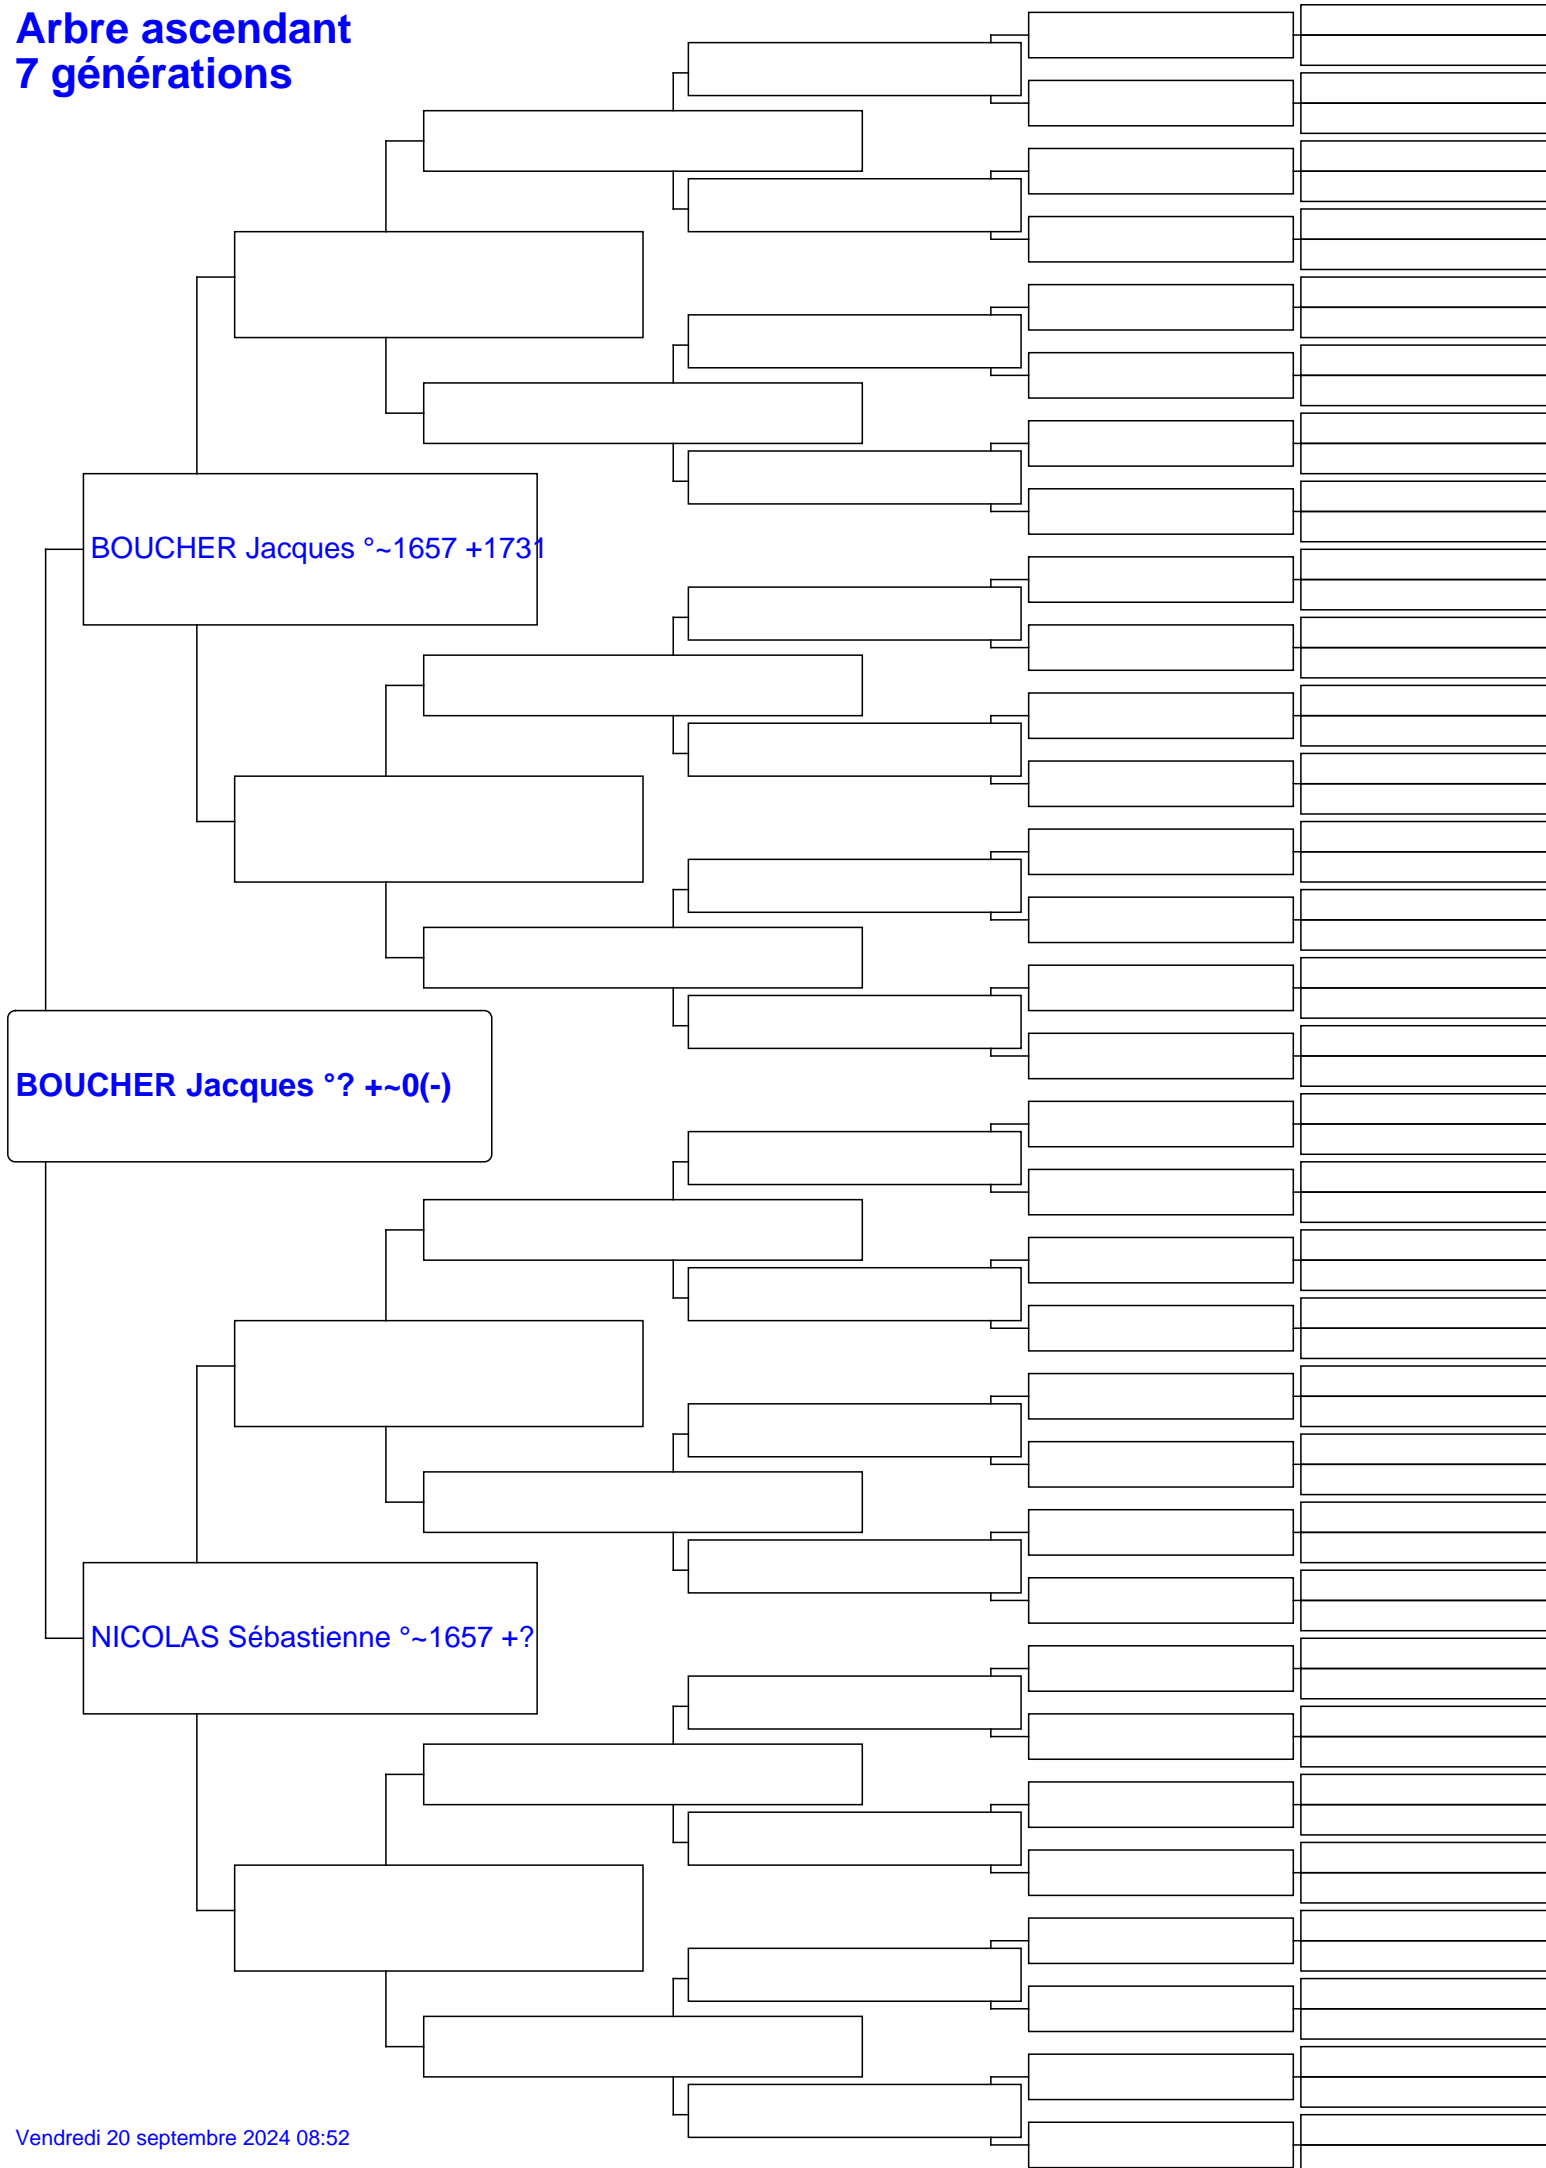 Arbre ascendant
7 générations
BOUCHER Jacques °~1657 +1731
BOUCHER Jacques °? +~0(-)
NICOLAS Sébastienne °~1657 +?
Vendredi 20 septembre 2024 08:52